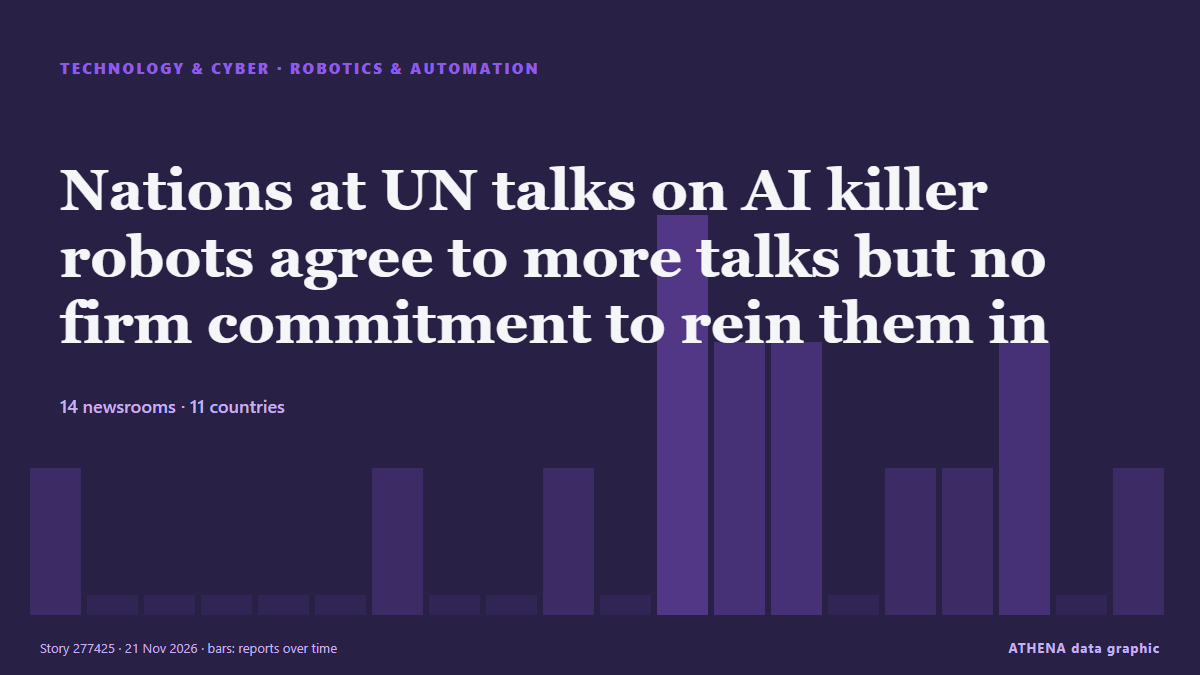 TECHNOLOGY & CYBER · ROBOTICS & AUTOMATION
Nations at UN talks on AI killer
robots agree to more talks but no
firm commitment to rein them in
14 newsrooms · 11 countries
Story 277425 · 21 Nov 2026 · bars: reports over time
ATHENA data graphic